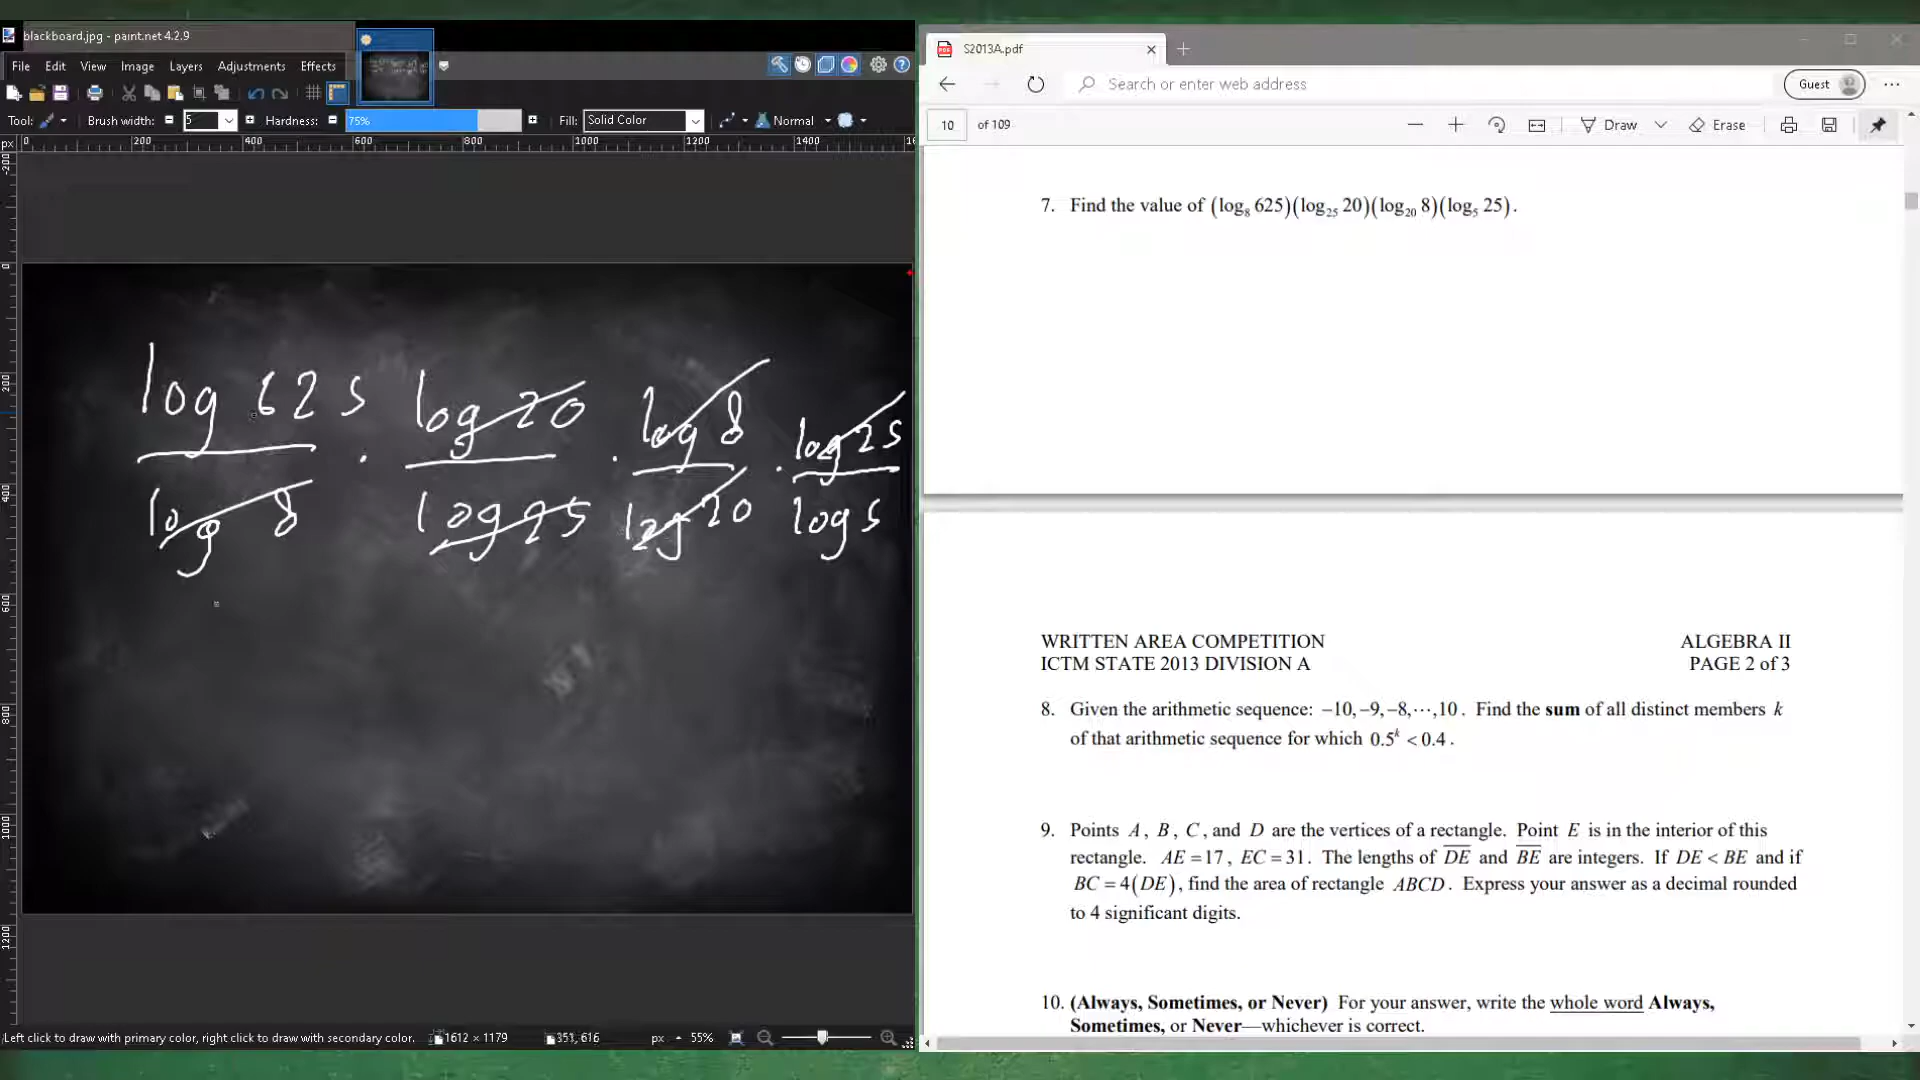 blackboard.jpg - paint.net 4.2.9
File Edit View Image Layers Adjustments Effects
Tool: Brush width: 5 Hardness: 75% Fill: Solid Color Normal
px 0 200 400 600 800 1000 1200 1400
log 625 · log 20 · log 8 · log 25
log 8 log 25 log 20 log 5
Left click to draw with primary color, right click to draw with secondary color. 1612 × 1179 351, 616 px 55%
S2013A.pdf
Search or enter web address Guest
10 of 109 Draw Erase
7. Find the value of (log₈ 625)(log₂₅ 20)(log₂₀ 8)(log₅ 25).
WRITTEN AREA COMPETITION ALGEBRA II
ICTM STATE 2013 DIVISION A PAGE 2 of 3
8. Given the arithmetic sequence: −10, −9, −8, ⋯, 10. Find the sum of all distinct members k
of that arithmetic sequence for which 0.5ᵏ < 0.4.
9. Points A, B, C, and D are the vertices of a rectangle. Point E is in the interior of this
rectangle. AE = 17, EC = 31. The lengths of D̅E̅ and B̅E̅ are integers. If DE < BE and if
BC = 4(DE), find the area of rectangle ABCD. Express your answer as a decimal rounded
to 4 significant digits.
10. (Always, Sometimes, or Never) For your answer, write the whole word Always,
Sometimes, or Never—whichever is correct.